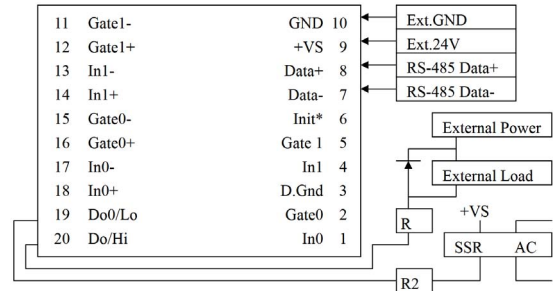 11 Gate1- GND 10 Ext.GND
12 Gate1+ +VS 9 Ext.24V
13 In1- Data+ 8 RS-485 Data+
14 In1+ Data- 7 RS-485 Data-
15 Gate0- Init* 6
16 Gate0+ Gate 1 5 External Power
17 In0- In1 4 External Load
18 In0+ D.Gnd 3
19 Do0/Lo Gate0 2 R +VS
20 Do/Hi In0 1 SSR AC
R2